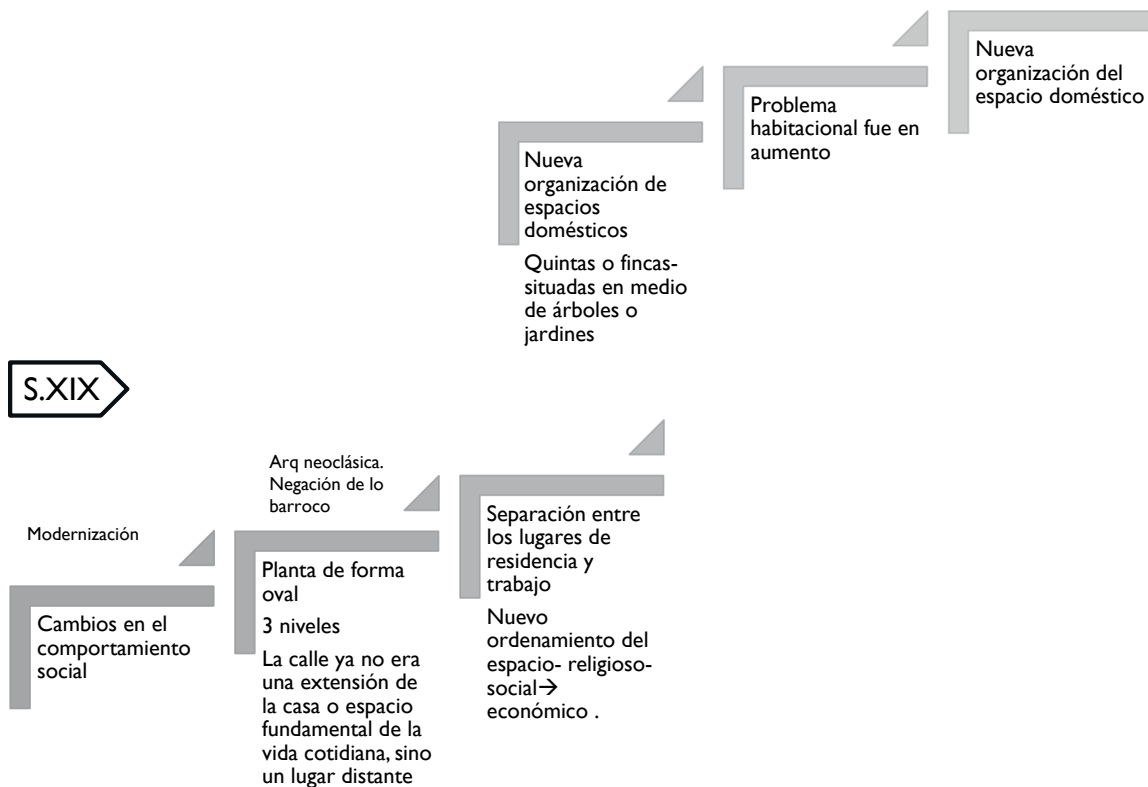 Nueva
organización del
espacio doméstico
Problema
habitacional fue en
aumento
Nueva
organización de
espacios
domésticos
Quintas o fincas-
situadas en medio
de árboles o
jardines
S.XIX
Modernización
Cambios en el
comportamiento
social
Arq neoclásica.
Negación de lo
barroco
Planta de forma
oval
3 niveles
La calle ya no era
una extensión de
la casa o espacio
fundamental de la
vida cotidiana, sino
un lugar distante
Separación entre
los lugares de
residencia y
trabajo
Nuevo
ordenamiento del
espacio- religioso-
social→
económico .